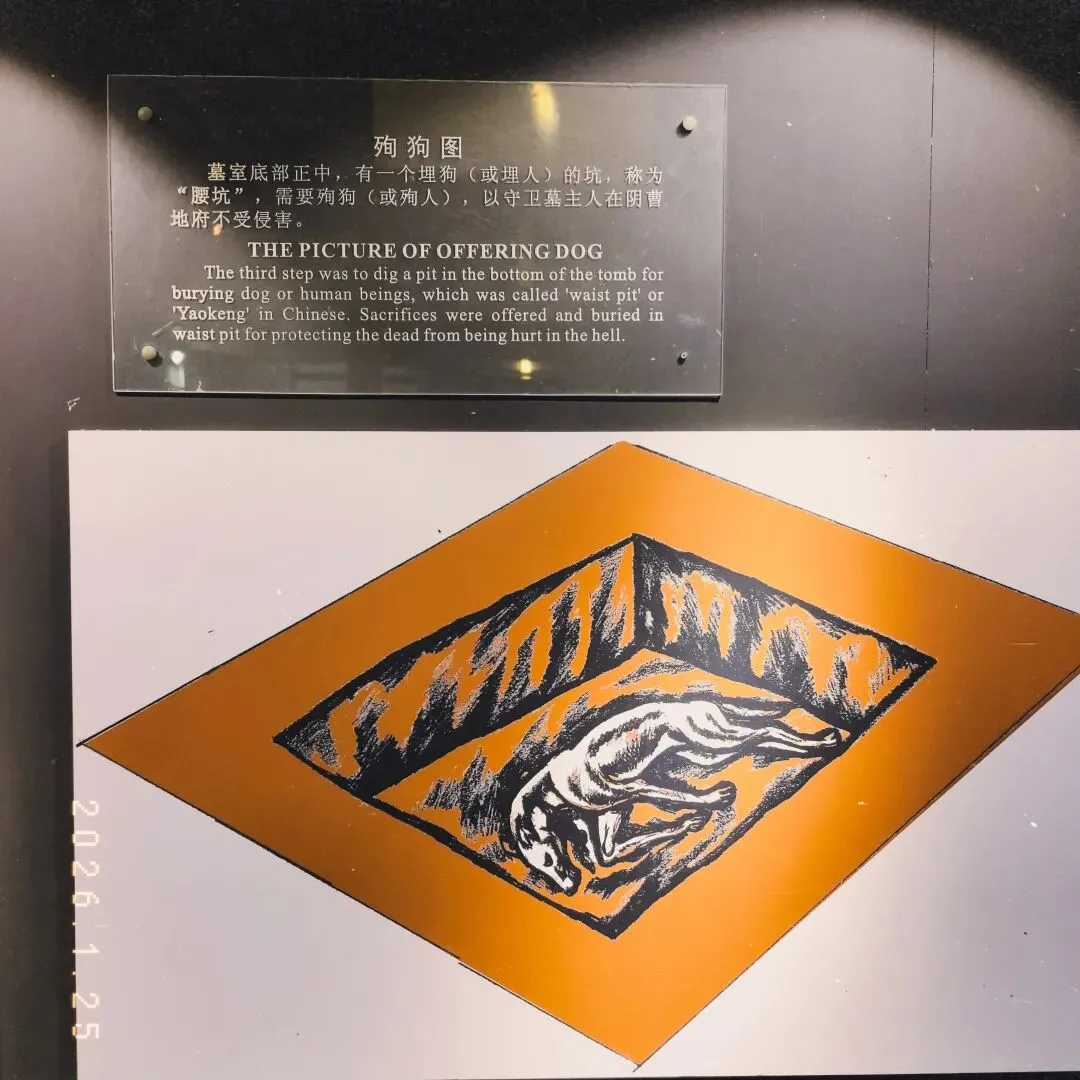 殉狗图
墓室底部正中，有一个埋狗（或埋人）的坑，称为
“腰坑”，需要殉狗（或殉人），以守卫墓主人在阴曹
地府不受侵害。
THE PICTURE OF OFFERING DOG
The third step was to dig a pit in the bottom of the tomb for
burying dog or human beings, which was called 'waist pit' or
'Yaokeng' in Chinese. Sacrifices were offered and buried in
waist pit for protecting the dead from being hurt in the hell.
2026.1.25